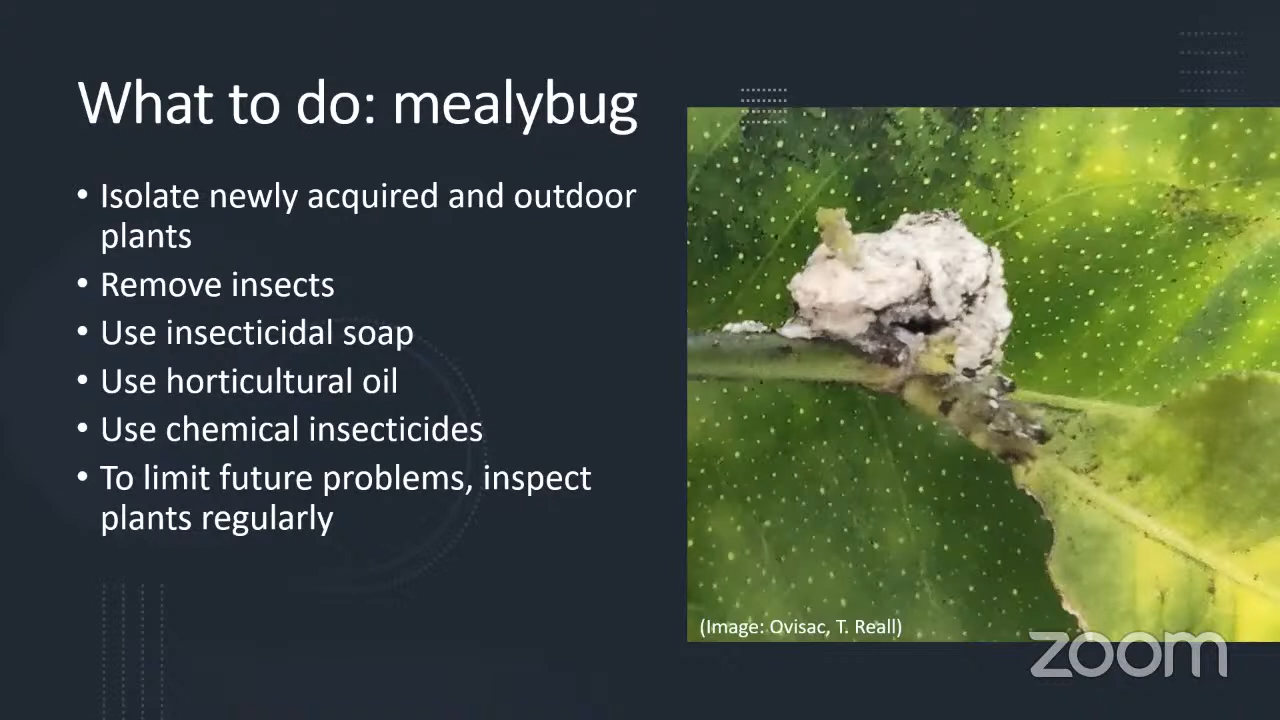 What to do: mealybug
• Isolate newly acquired and outdoor
plants
• Remove insects
• Use insecticidal soap
• Use horticultural oil
• Use chemical insecticides
• To limit future problems, inspect
plants regularly
(Image: Ovisac, T. Reall)
zoom